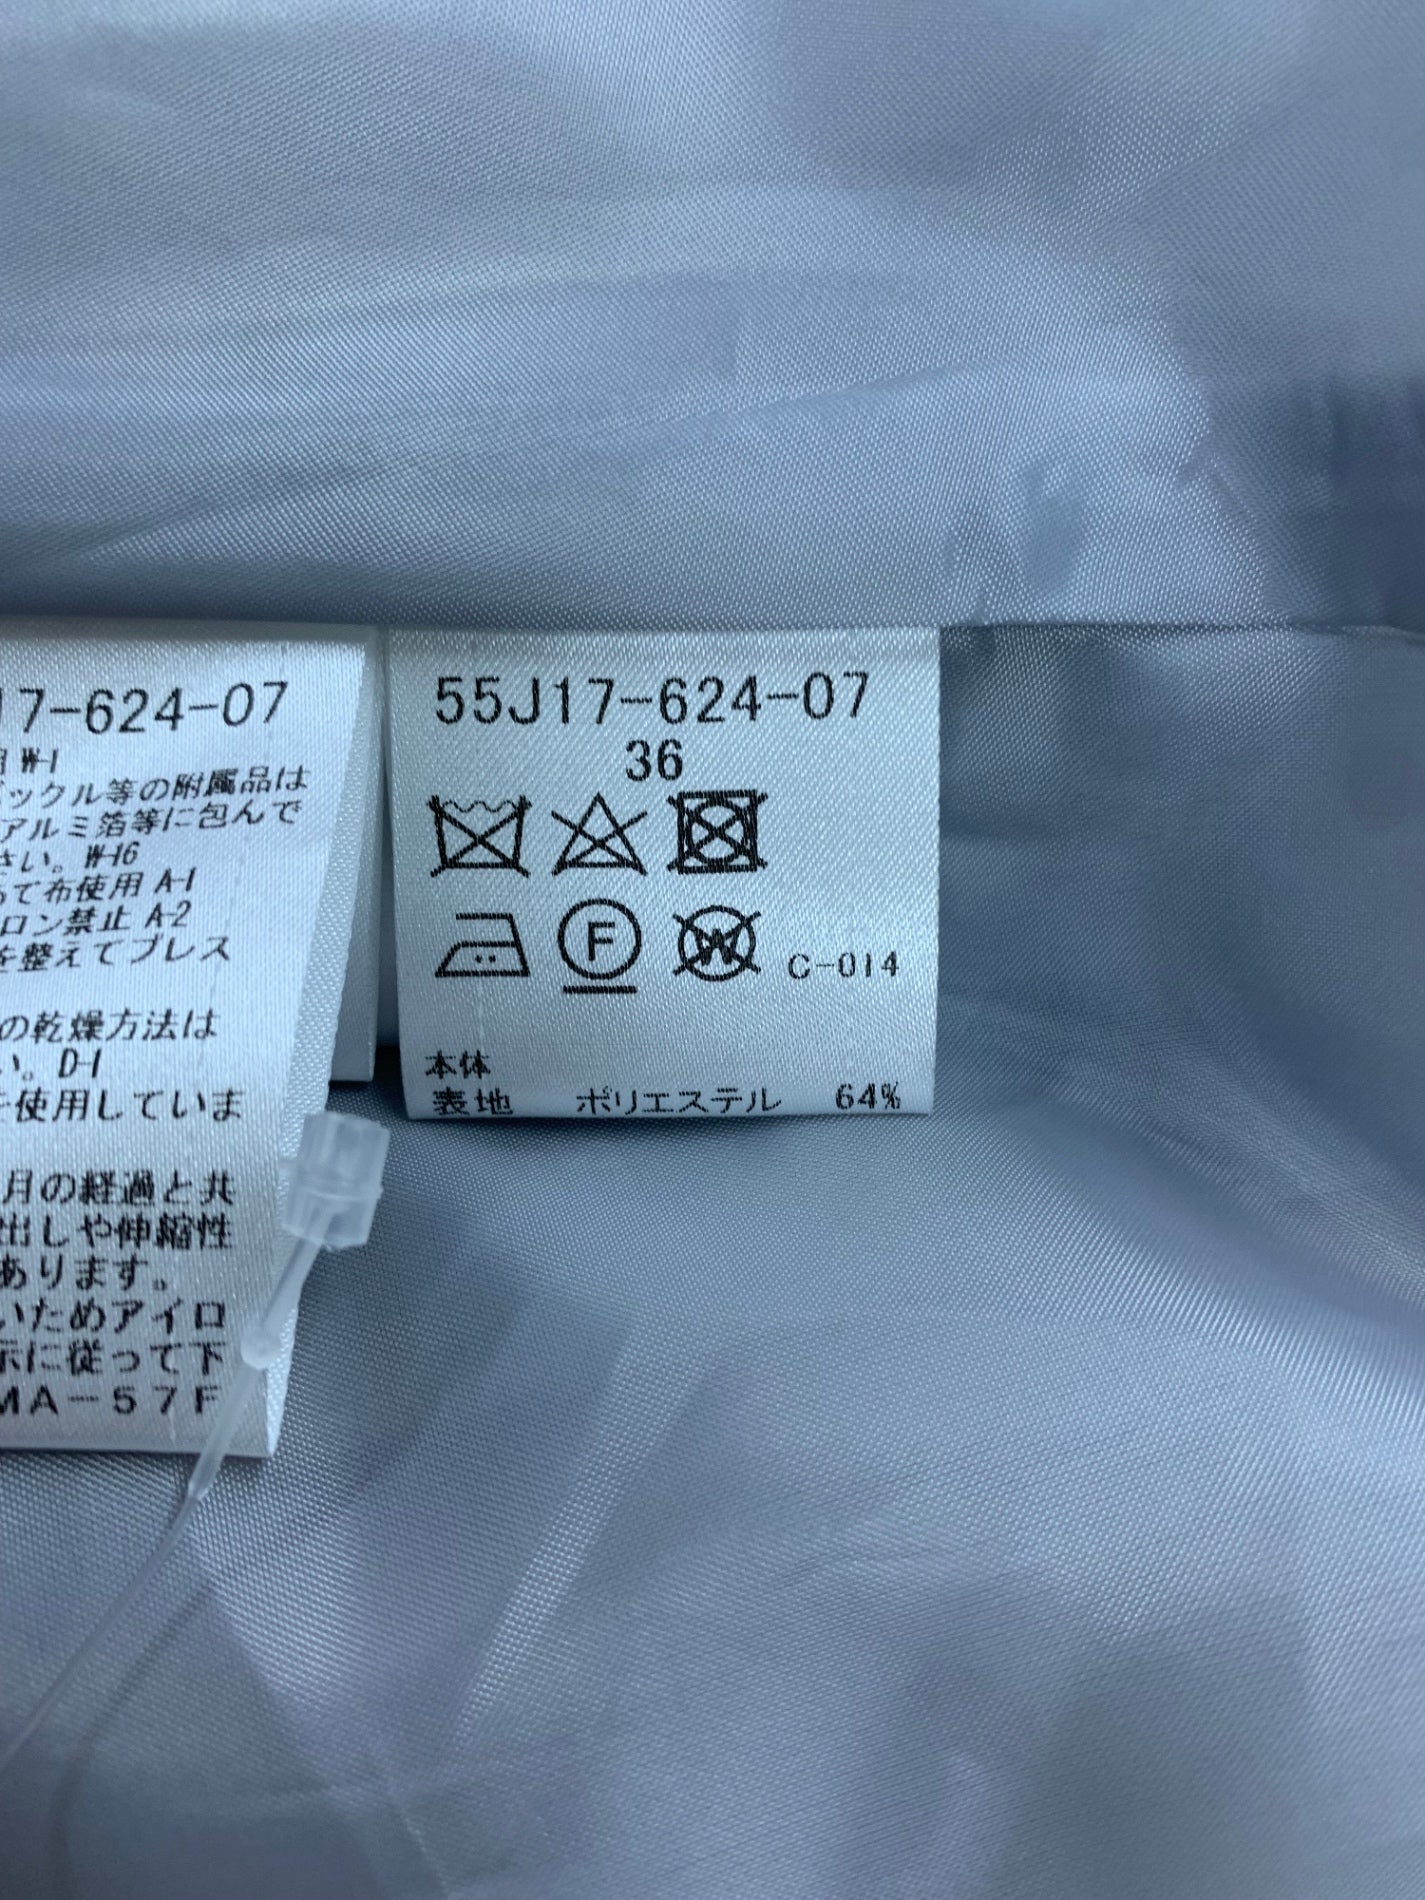 17-624-07
W-1
ックル等の附属品は
アルミ箔等に包んで
さい。W-16
て布使用 A-1
ロン禁止 A-2
を整えてプレス
の乾燥方法は
い。D-1
を使用していま
月の経過と共
出しや伸縮性
あります。
いためアイロ
示に従って下
MA-57F
55J17-624-07
36
F
W
C-014
本体
表地 ポリエステル 64%